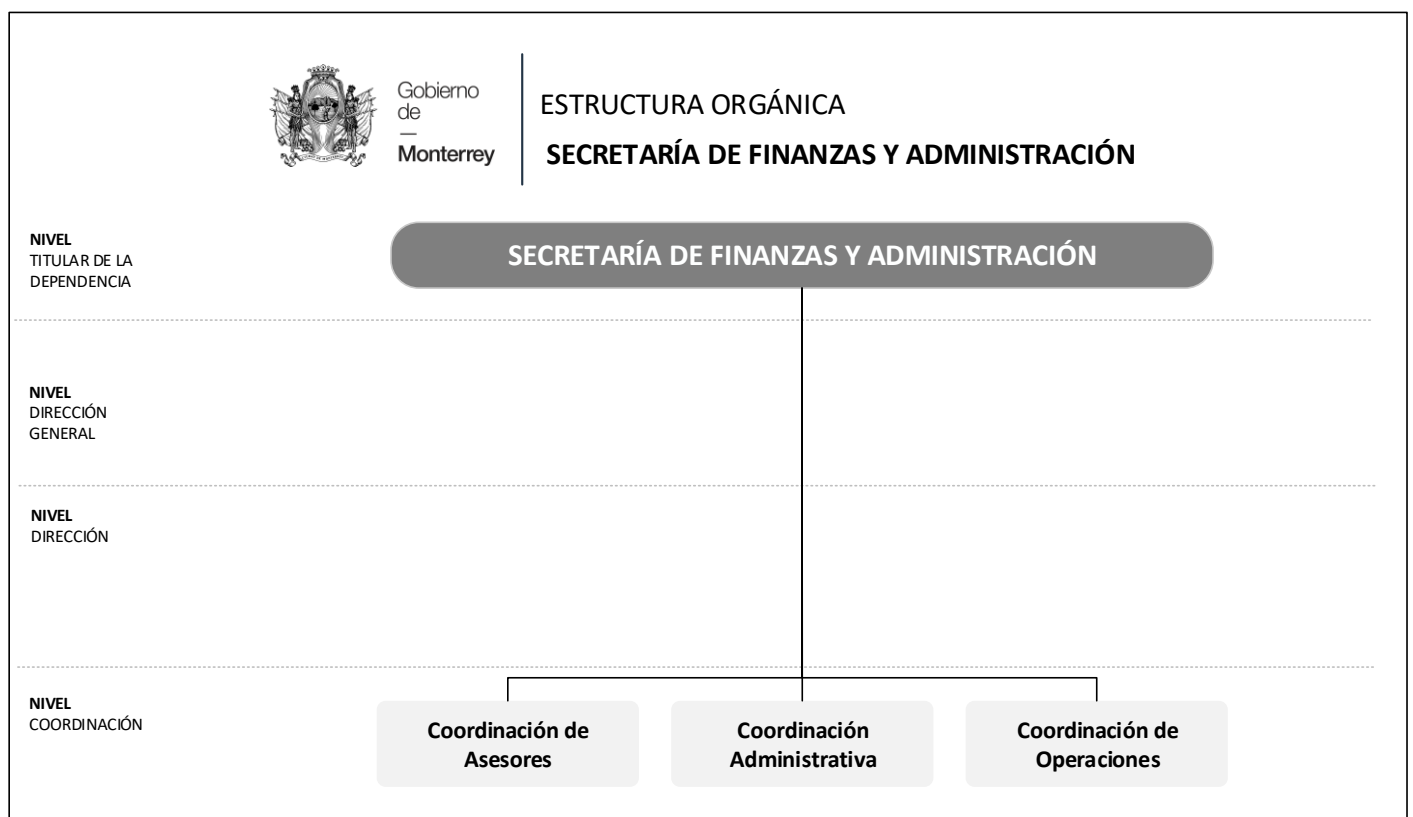 Gobierno
de
—
Monterrey
ESTRUCTURA ORGÁNICA
SECRETARÍA DE FINANZAS Y ADMINISTRACIÓN
NIVEL
TITULAR DE LA
DEPENDENCIA
SECRETARÍA DE FINANZAS Y ADMINISTRACIÓN
NIVEL
DIRECCIÓN
GENERAL
NIVEL
DIRECCIÓN
NIVEL
COORDINACIÓN
Coordinación de
Asesores
Coordinación
Administrativa
Coordinación de
Operaciones